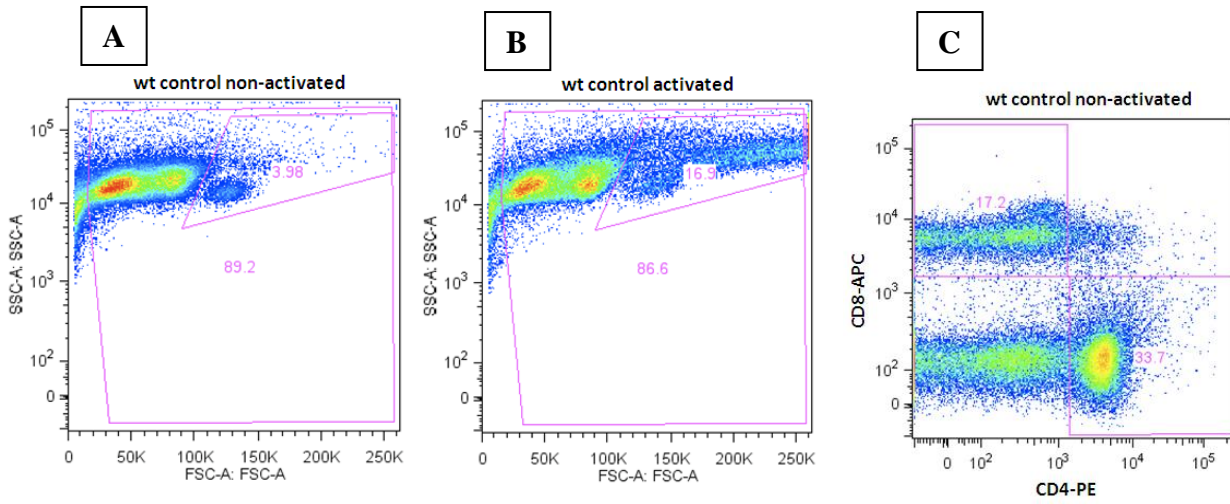 A
wt control non-activated
SSC-A: SSC-A
10^5
10^4
10^3
10^2
0
3.98
89.2
0 50K 100K 150K 200K 250K
FSC-A: FSC-A
B
wt control activated
SSC-A: SSC-A
10^5
10^4
10^3
10^2
0
16.9
86.6
0 50K 100K 150K 200K 250K
FSC-A: FSC-A
C
wt control non-activated
CD8-APC
10^5
10^4
10^3
10^2
0
17.2
33.7
0 10^2 10^3 10^4 10^5
CD4-PE